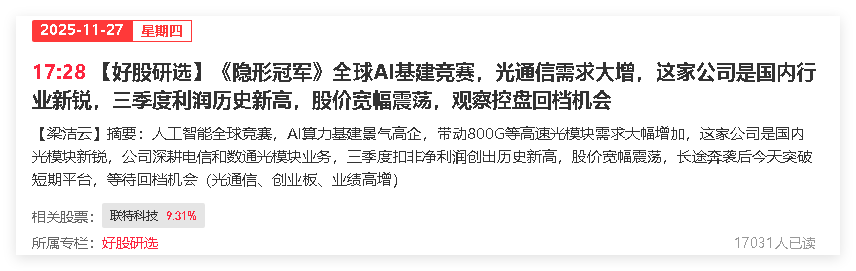 2025-11-27 星期四
17:28 【好股研选】《隐形冠军》全球AI基建竞赛，光通信需求大增，这家公司是国内行
业新锐，三季度利润历史新高，股价宽幅震荡，观察控盘回档机会
【梁洁云】摘要：人工智能全球竞赛，AI算力基建景气高企，带动800G等高速光模块需求大幅增加，这家公司是国内
光模块新锐，公司深耕电信和数通光模块业务，三季度扣非净利润创出历史新高，股价宽幅震荡，长途奔袭后今天突破
短期平台，等待回档机会（光通信、创业板、业绩高增）
相关股票： 联特科技 9.31%
所属专栏：好股研选 17031人已读